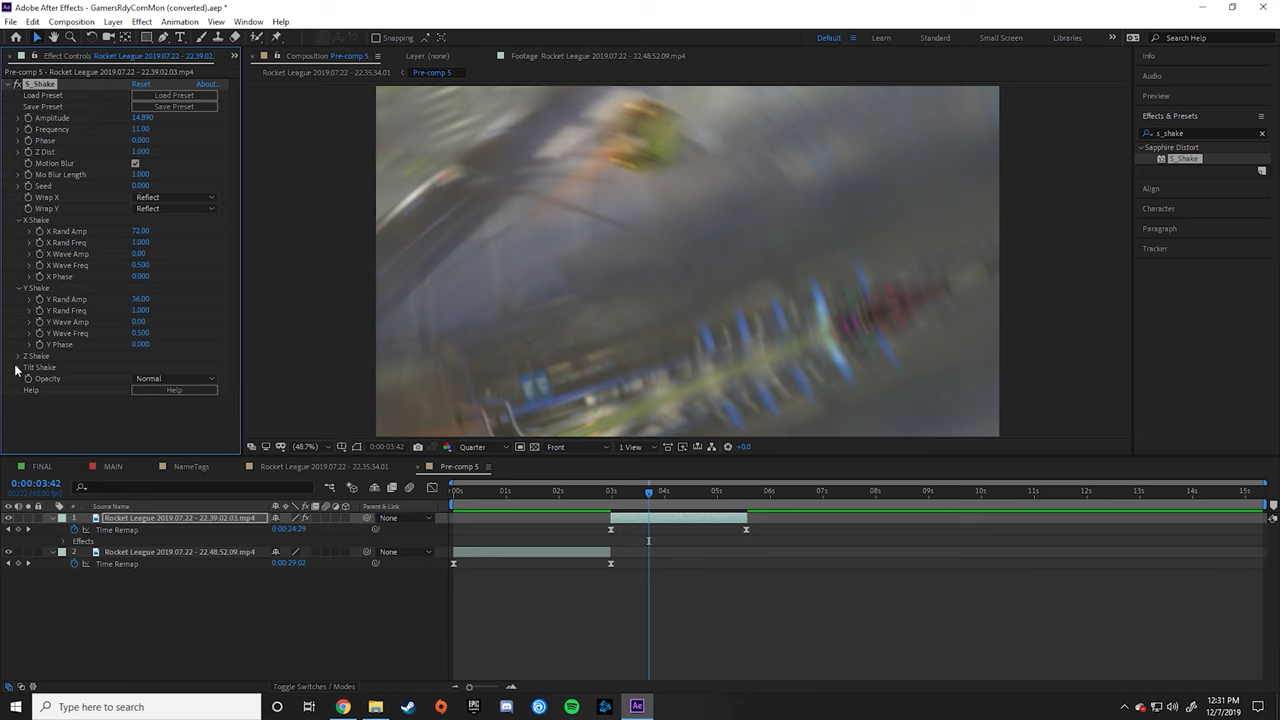 Adobe After Effects - GamersRdyComMon (converted).aep *
File Edit Composition Layer Effect Animation View Window Help
Snapping
Default Learn Standard Small Screen Libraries Search Help
Effect Controls Rocket League 2019.07.22 - 22.39.02.
Pre-comp 5 • Rocket League 2019.07.22 - 22.39.02.03.mp4
S_Shake Reset About...
Load Preset Load Preset
Save Preset Save Preset
Amplitude 14.890
Frequency 11.00
Phase 0.000
Z Dist 1.000
Motion Blur
Mo Blur Length 1.000
Seed 0.000
Wrap X Reflect
Wrap Y Reflect
X Shake
X Rand Amp 72.00
X Rand Freq 1.000
X Wave Amp 0.00
X Wave Freq 0.500
X Phase 0.000
Y Shake
Y Rand Amp 36.00
Y Rand Freq 1.000
Y Wave Amp 0.00
Y Wave Freq 0.500
Y Phase 0.000
Z Shake
Tilt Shake
Opacity Normal
Help Help
Composition Pre-comp 5
Layer (none)
Footage Rocket League 2019.07.22 - 22.48.52.09.mp4
Rocket League 2019.07.22 - 22.35.34.01 Pre-comp 5
(48.7%) 0:00:03:42 Quarter Front 1 View +0.0
Info
Audio
Preview
Effects & Presets
s_shake
Sapphire Distort
S_Shake
Align
Character
Paragraph
Tracker
FINAL MAIN NameTags Rocket League 2019.07.22 - 22.35.34.01 Pre-comp 5
0:00:03:42
00222 (60.00 fps)
:00s 01s 02s 03s 04s 05s 06s 07s 08s 09s 10s 11s 12s 13s 14s 15s
# Source Name Parent & Link
1 Rocket League 2019.07.22 - 22.39.02.03.mp4 None
Time Remap 0:00:24:29
Effects
2 Rocket League 2019.07.22 - 22.48.52.09.mp4 None
Time Remap 0:00:29:02
Toggle Switches / Modes
Type here to search
EPIC
Ae
12:31 PM
12/7/2019